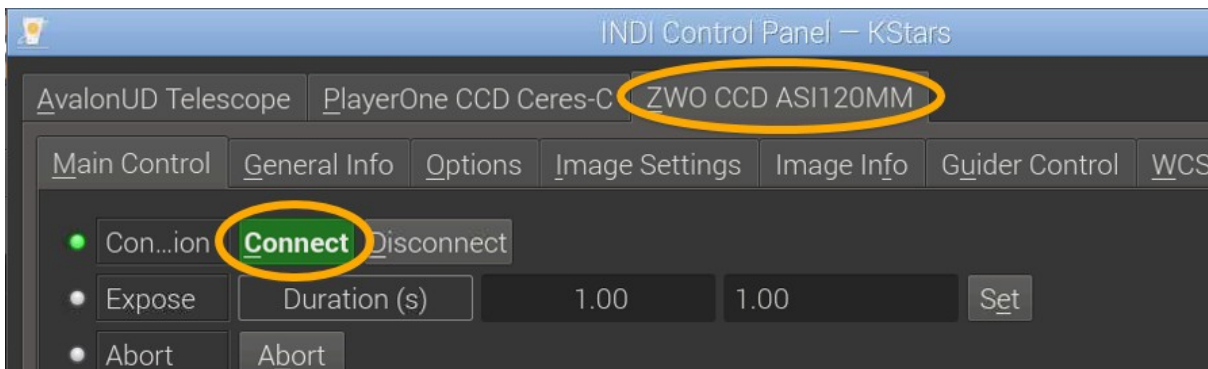 INDI Control Panel — KStars
AvalonUD Telescope PlayerOne CCD Ceres-C ZWO CCD ASI120MM
Main Control General Info Options Image Settings Image Info Guider Control WCS
Con...ion Connect Disconnect
Expose Duration (s) 1.00 1.00 Set
Abort Abort